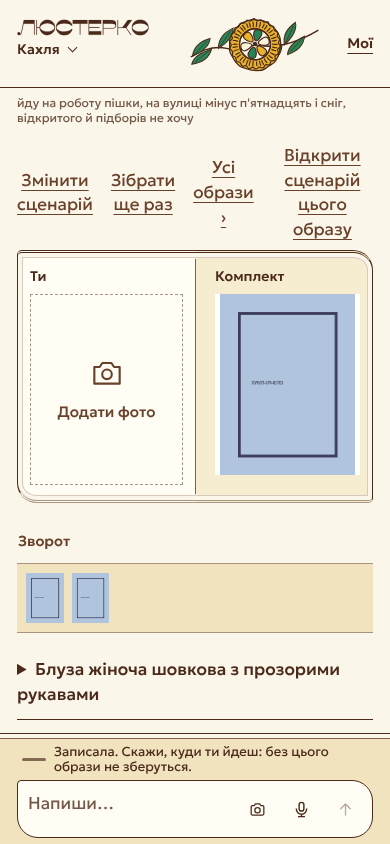 ЛЮСТЕРКО
Кахля
Мої
йду на роботу пішки, на вулиці мінус п'ятнадцять і сніг,
відкритого й підборів не хочу
Змінити
сценарій
Зібрати
ще раз
Усі
образи
›
Відкрити
сценарій
цього
образу
Ти
Комплект
Додати фото
Зворот
Блуза жіноча шовкова з прозорими
рукавами
Записала. Скажи, куди ти йдеш: без цього
образи не зберуться.
Напиши…